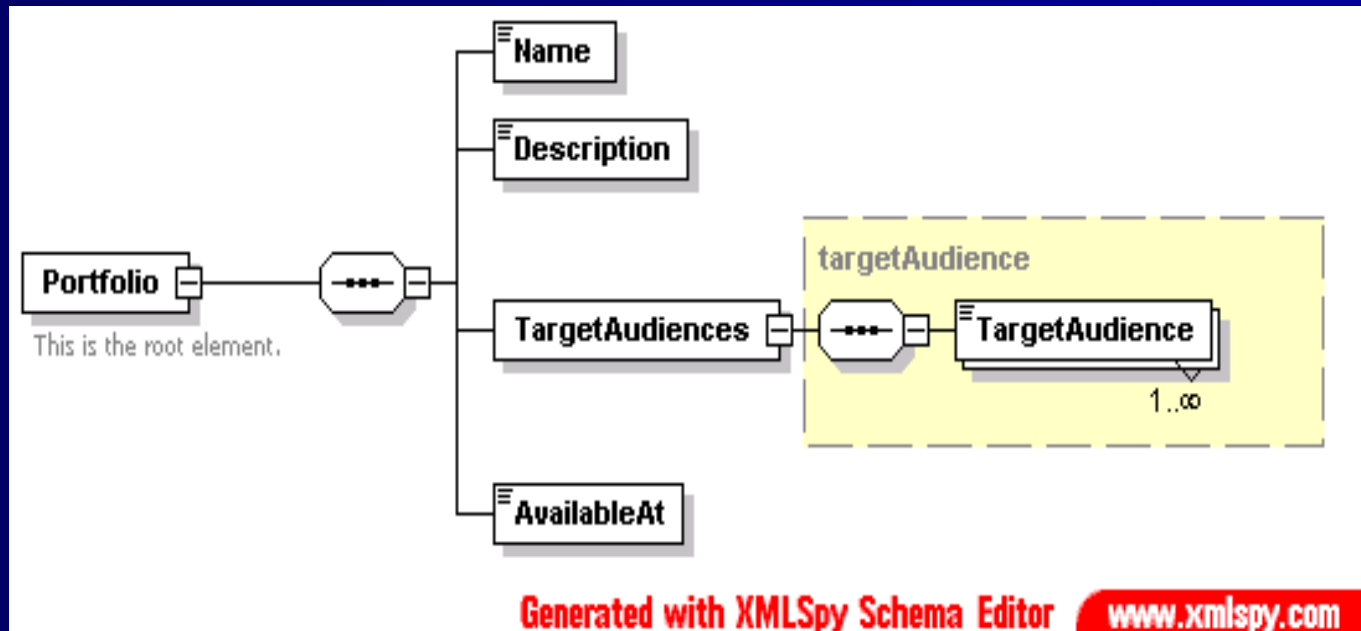 Name
Description
Portfolio
This is the root element.
targetAudience
TargetAudiences
TargetAudience
1..∞
AvailableAt
Generated with XMLSpy Schema Editor www.xmlspy.com